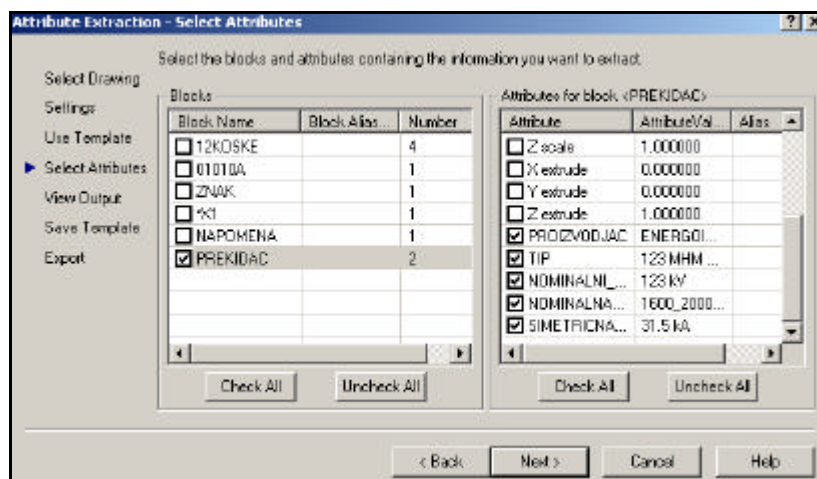 Attribute Extraction - Select Attributes
Select the blocks and attributes containing the information you want to extract.
Select Drawing
Settings
Use Template
Select Attributes
View Output
Save Template
Export
Blocks
Block Name Block Alias... Number
12KOSKE 4
01010A 1
ZNAK 1
*X1 1
NAPOMENA 1
PREKIDAC 2
Check All Uncheck All
Attributes for block <PREKIDAC>
Attribute AttributeVal... Alias
Z scale 1.000000
X extrude 0.000000
Y extrude 0.000000
Z extrude 1.000000
PROIZVODJAC ENERGOI...
TIP 123 MHM ...
NOMINALNI_... 123 kV
NOMINALNA... 1600_2000...
SIMETRICNA... 31.5 kA
Check All Uncheck All
< Back Next > Cancel Help